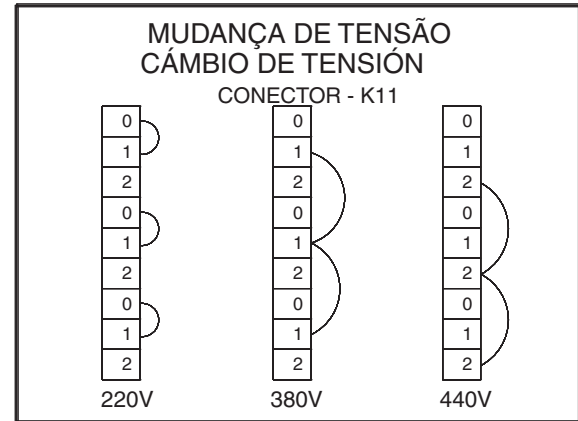 MUDANÇA DE TENSÃO
CÁMBIO DE TENSIÓN
CONECTOR - K11
0 0 0
1 1 1
2 2 2
0 0 0
1 1 1
2 2 2
0 0 0
1 1 1
2 2 2
220V 380V 440V